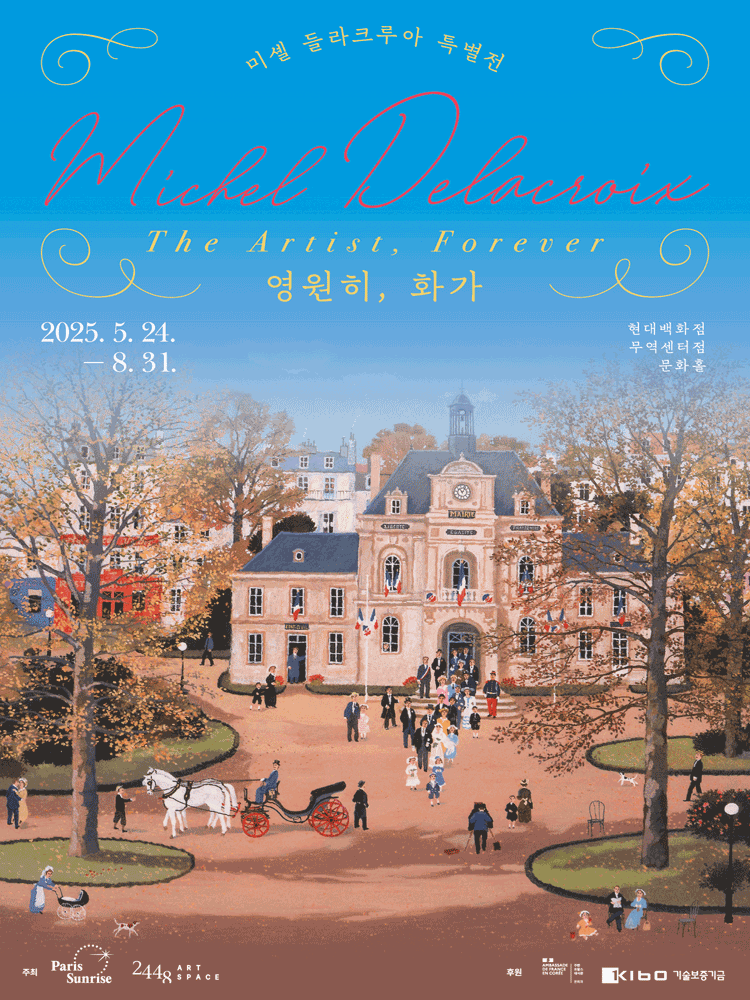 미셸 들라크루아 특별전
Michel Delacroix
The Artist, Forever
영원히, 화가
2025. 5. 24.
— 8. 31.
현대백화점
무역센터점
문화홀
MAIRIE
LIBERTÉ
ÉGALITÉ
주최
Paris
Sunrise
2448 ART
SPACE
후원
AMBASSADE
DE FRANCE
EN CORÉE
KIBO 기술보증기금